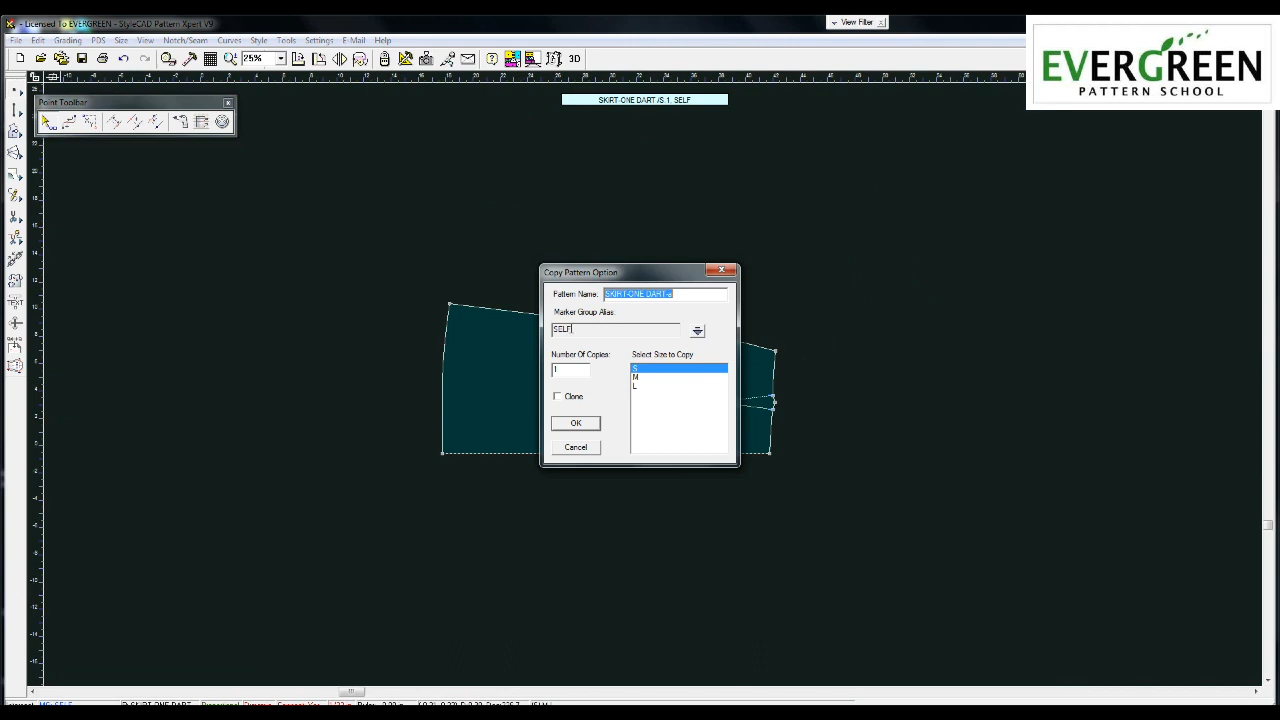 - Licensed To EVERGREEN - StyleCAD Pattern Xpert V9
View Filter
File Edit Grading PDS Size View Notch/Seam Curves Style Tools Settings E-Mail Help
25%
3D
EVERGREEN
PATTERN SCHOOL
Point Toolbar
SKIRT-ONE DART /S 1. SELF
Copy Pattern Option
Pattern Name: SKIRT-ONE DART-a
Marker Group Alias:
SELF
Number Of Copies:
Select Size to Copy
1
S
M
L
Clone
OK
Cancel